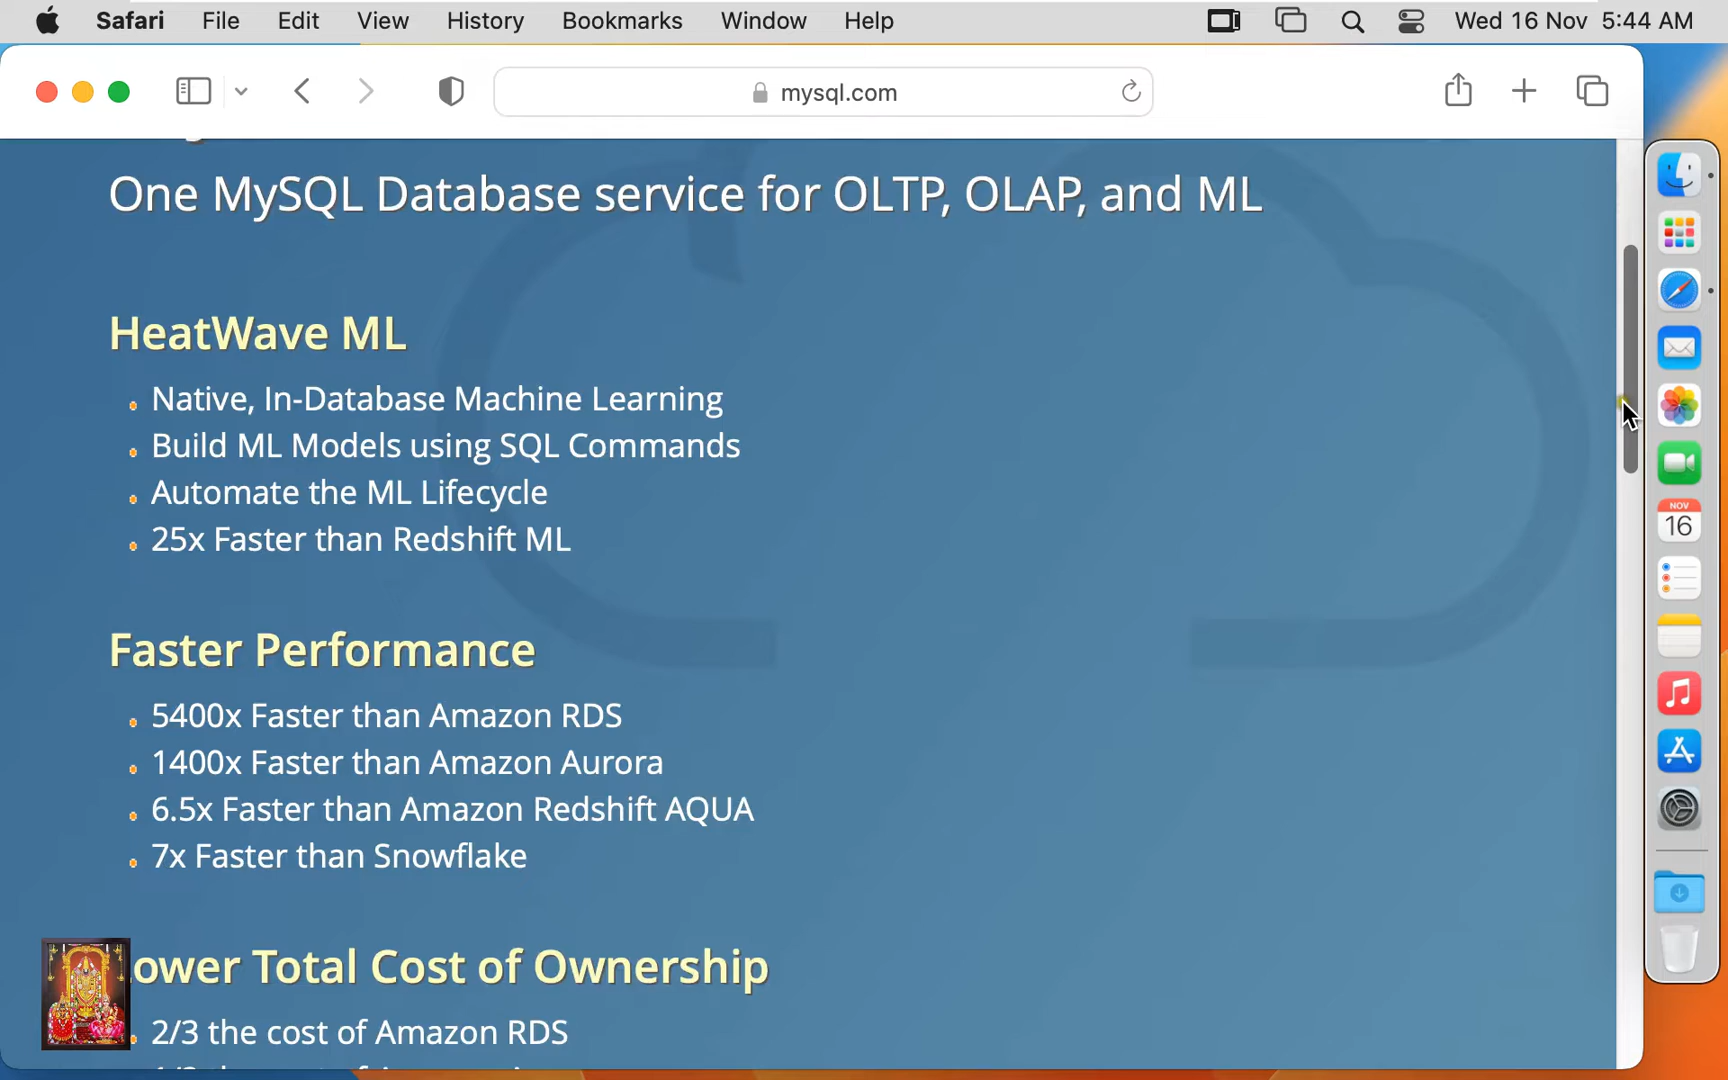 Safari File Edit View History Bookmarks Window Help Wed 16 Nov 5:44 AM
mysql.com
One MySQL Database service for OLTP, OLAP, and ML
HeatWave ML
Native, In-Database Machine Learning
Build ML Models using SQL Commands
Automate the ML Lifecycle
25x Faster than Redshift ML
Faster Performance
5400x Faster than Amazon RDS
1400x Faster than Amazon Aurora
6.5x Faster than Amazon Redshift AQUA
7x Faster than Snowflake
ower Total Cost of Ownership
2/3 the cost of Amazon RDS
NOV
16